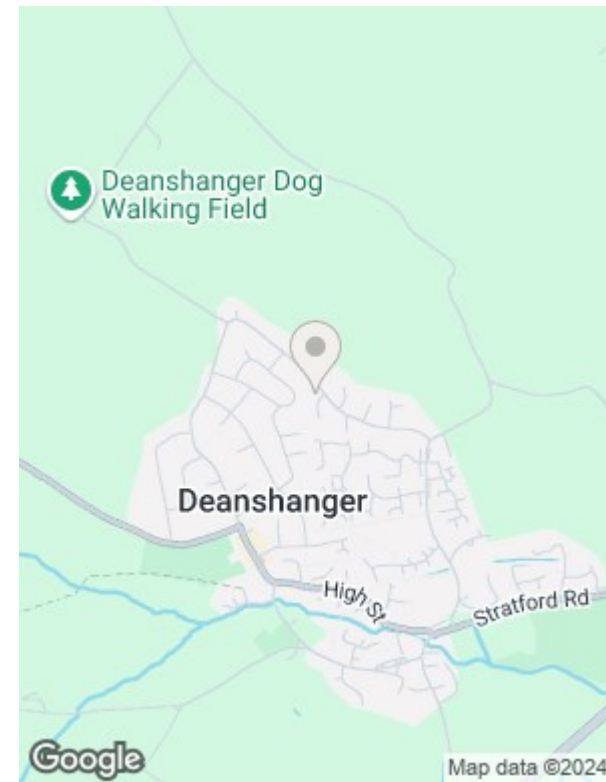 Deanshanger Dog
Walking Field
Deanshanger
High St
Stratford Rd
Google
Map data ©2024